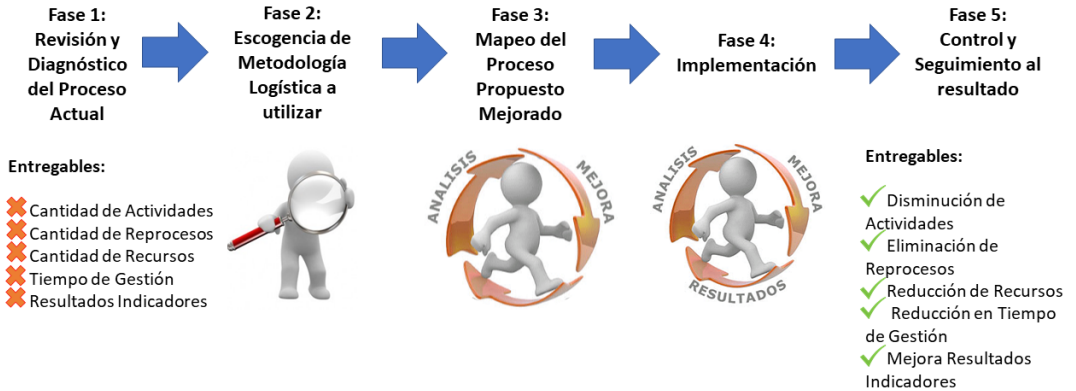 Fase 1:
Revisión y
Diagnóstico
del Proceso
Actual
Fase 2:
Escogencia de
Metodología
Logística a
utilizar
Fase 3:
Mapeo del
Proceso
Propuesto
Mejorado
Fase 4:
Implementación
Fase 5:
Control y
Seguimiento al
resultado
Entregables:
Cantidad de Actividades
Cantidad de Reprocesos
Cantidad de Recursos
Tiempo de Gestión
Resultados Indicadores
ANALISIS
MEJORA
ANALISIS
MEJORA
RESULTADOS
Entregables:
Disminución de
Actividades
Eliminación de
Reprocesos
Reducción de Recursos
Reducción en Tiempo
de Gestión
Mejora Resultados
Indicadores